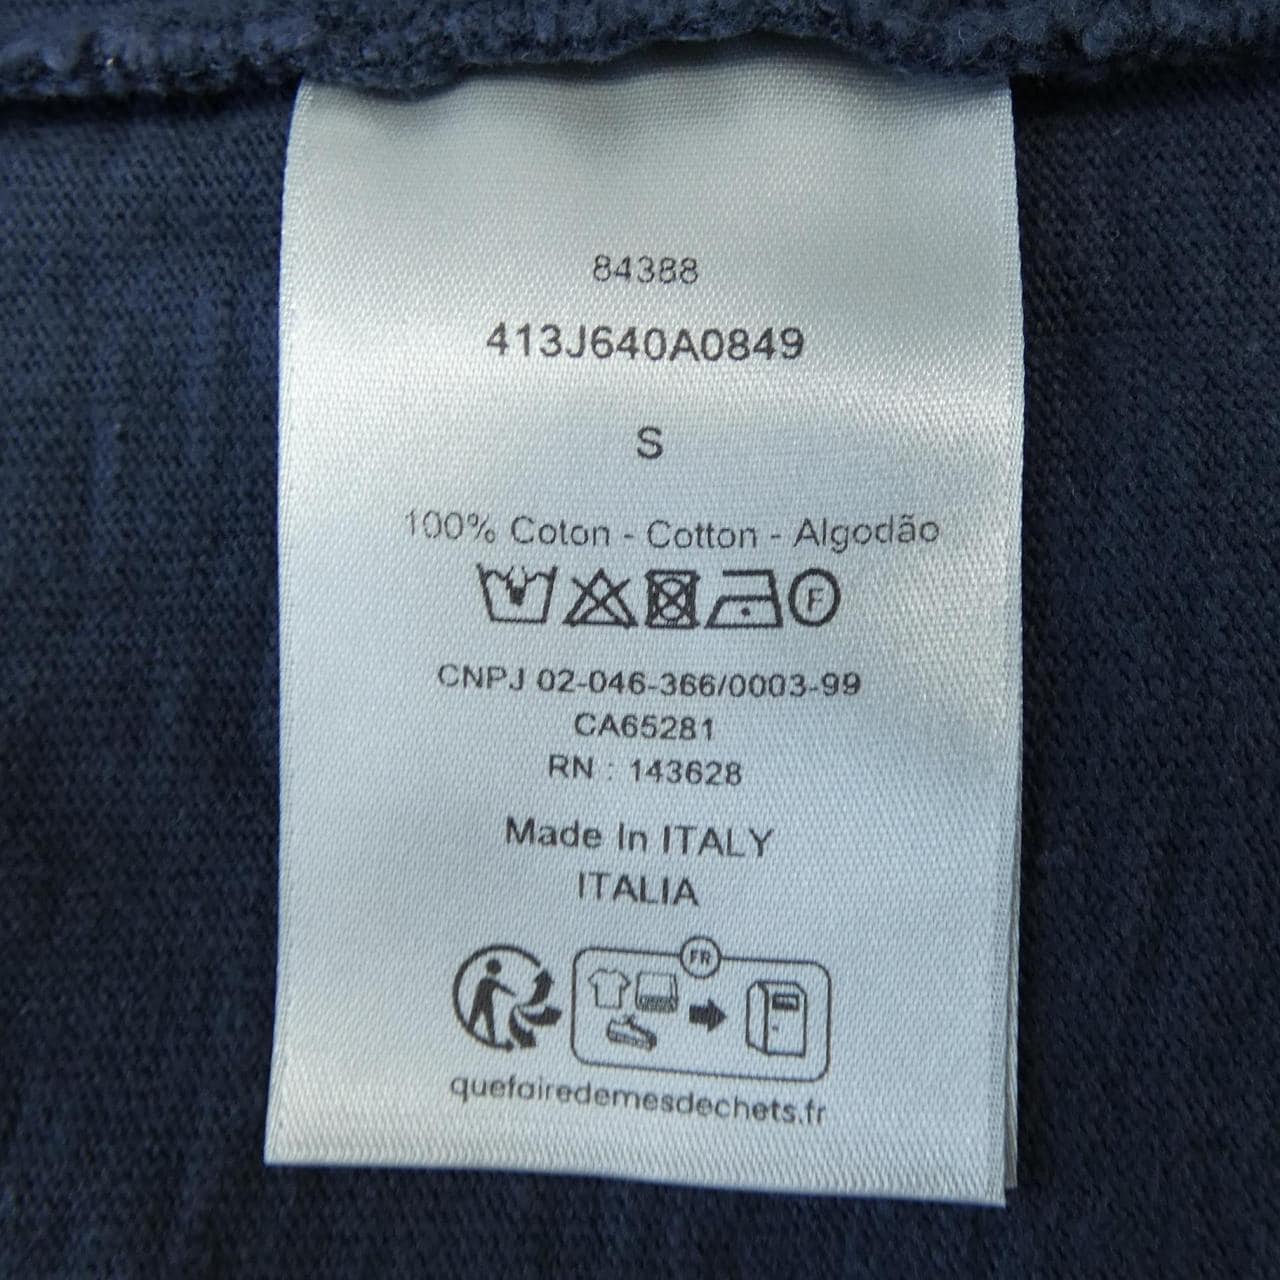 84388
413J640A0849
S
100% Coton - Cotton - Algodão
F
CNPJ 02-046-366/0003-99
CA65281
RN : 143628
Made In ITALY
ITALIA
FR
quefairedemesdechets.fr